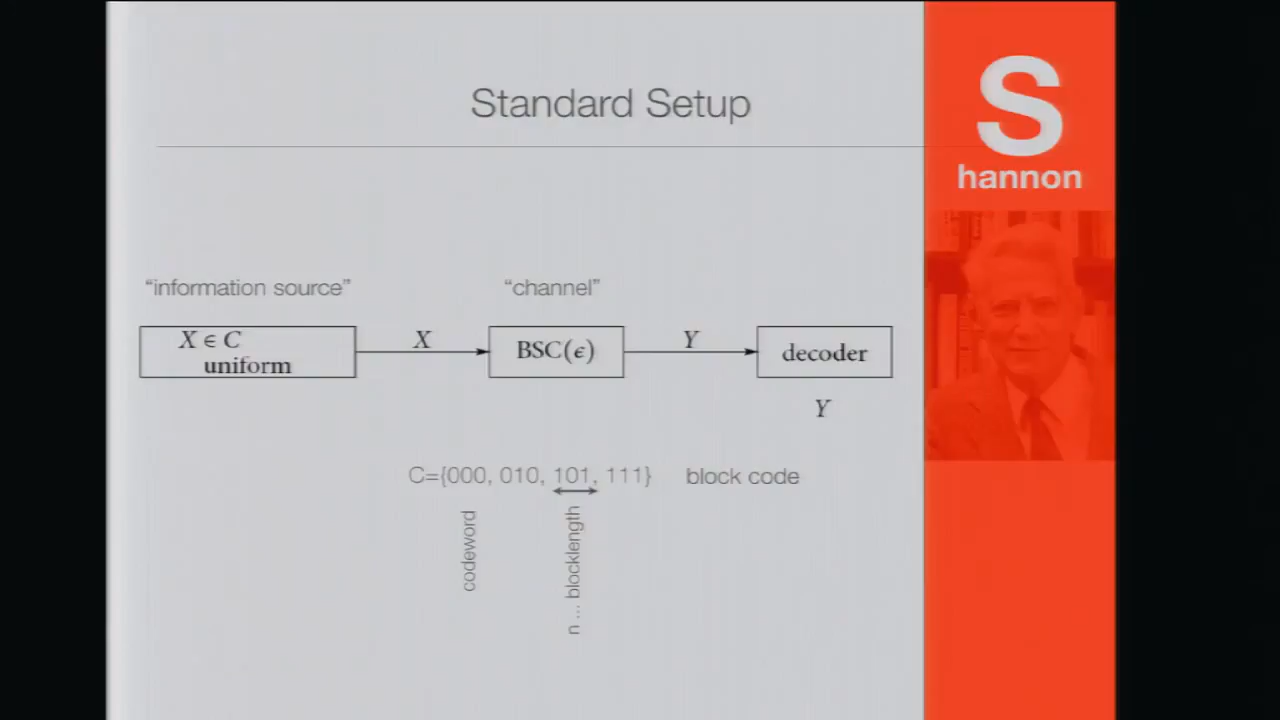 Standard Setup
S
hannon
“information source”
“channel”
X ∈ C
uniform
X
BSC(ϵ)
Y
decoder
Y
C={000, 010, 101, 111}
block code
codeword
n ... blocklength